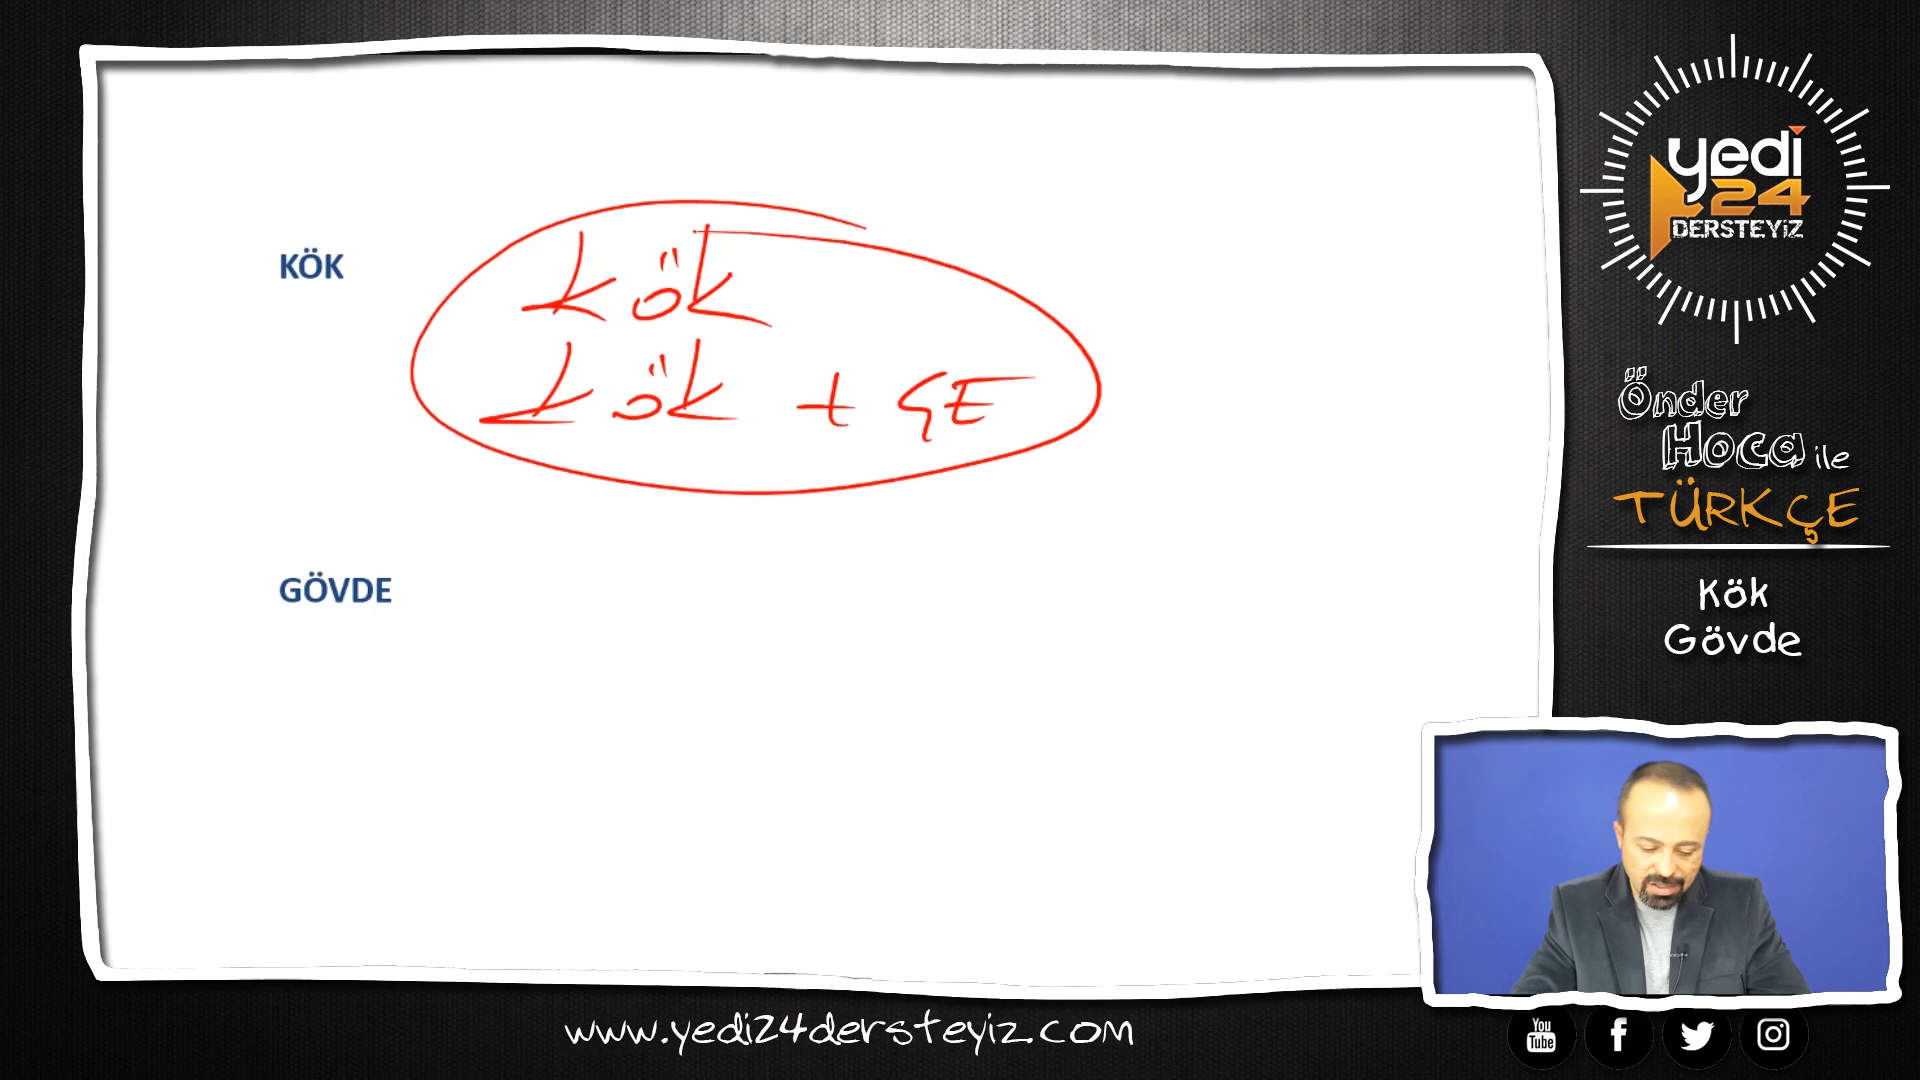 KÖK
kök
kök + ÇE
GÖVDE
yedi
24
DERSTEYİZ
Önder
Hoca ile
TÜRKÇE
Kök
Gövde
www.yedi24dersteyiz.com
You
Tube